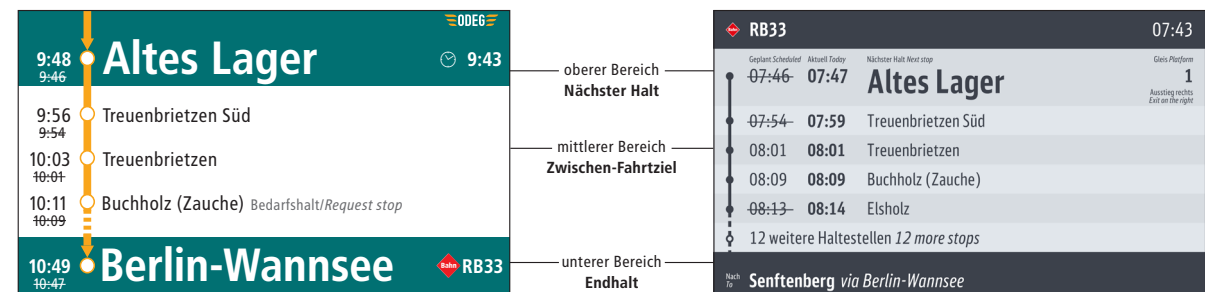 ODEG
9:48 Altes Lager 9:43
9:46
9:56 Treuenbrietzen Süd
9:54
10:03 Treuenbrietzen
10:01
10:11 Buchholz (Zauche) Bedarfshalt/Request stop
10:09
10:49 Berlin-Wannsee Bahn RB33
10:47
oberer Bereich
Nächster Halt
mittlerer Bereich
Zwischen-Fahrtziel
unterer Bereich
Endhalt
Bahn RB33 07:43
Geplant Scheduled Aktuell Today Nächster Halt Next stop Gleis Platform
07:46 07:47 Altes Lager 1
Ausstieg rechts
Exit on the right
07:54 07:59 Treuenbrietzen Süd
08:01 08:01 Treuenbrietzen
08:09 08:09 Buchholz (Zauche)
08:13 08:14 Elsholz
12 weitere Haltestellen 12 more stops
Nach
To
Senftenberg via Berlin-Wannsee